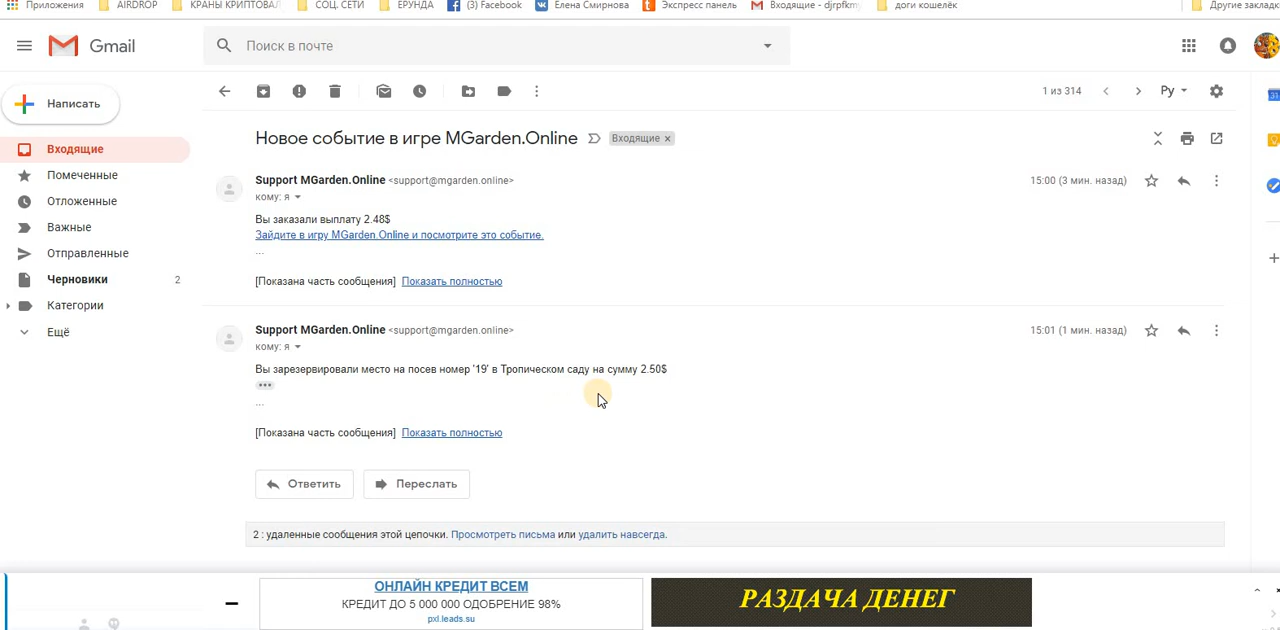 Приложения AIRDROP КРАНЫ КРИПТОВАЛ СОЦ. СЕТИ ЕРУНДА (3) Facebook Елена Смирнова Экспресс панель Входящие - djrpfkm Другие закладк
Gmail Поиск в почте
Написать
1 из 314 Ру
Новое событие в игре MGarden.Online Входящие ×
Входящие
Помеченные
Отложенные
Важные
Отправленные
Черновики 2
Категории
Ещё
Support MGarden.Online <support@mgarden.online> 15:00 (3 мин. назад)
кому: я
Вы заказали выплату 2.48$
Зайдите в игру MGarden.Online и посмотрите это событие.
...
[Показана часть сообщения] Показать полностью
Support MGarden.Online <support@mgarden.online> 15:01 (1 мин. назад)
кому: я
Вы зарезервировали место на посев номер '19' в Тропическом саду на сумму 2.50$
...
[Показана часть сообщения] Показать полностью
Ответить Переслать
2 : удаленные сообщения этой цепочки. Просмотреть письма или удалить навсегда.
ОНЛАЙН КРЕДИТ ВСЕМ
КРЕДИТ ДО 5 000 000 ОДОБРЕНИЕ 98%
pxl.leads.su
РАЗДАЧА ДЕНЕГ